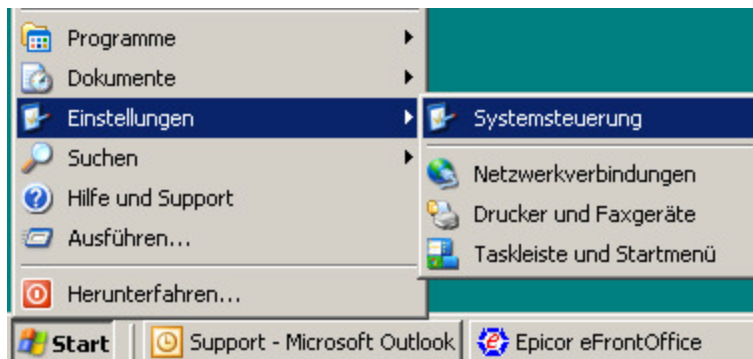 Programme
Dokumente
Einstellungen
Suchen
Hilfe und Support
Ausführen...
Herunterfahren...
Systemsteuerung
Netzwerkverbindungen
Drucker und Faxgeräte
Taskleiste und Startmenü
Start
Support - Microsoft Outlook
Epicor eFrontOffice